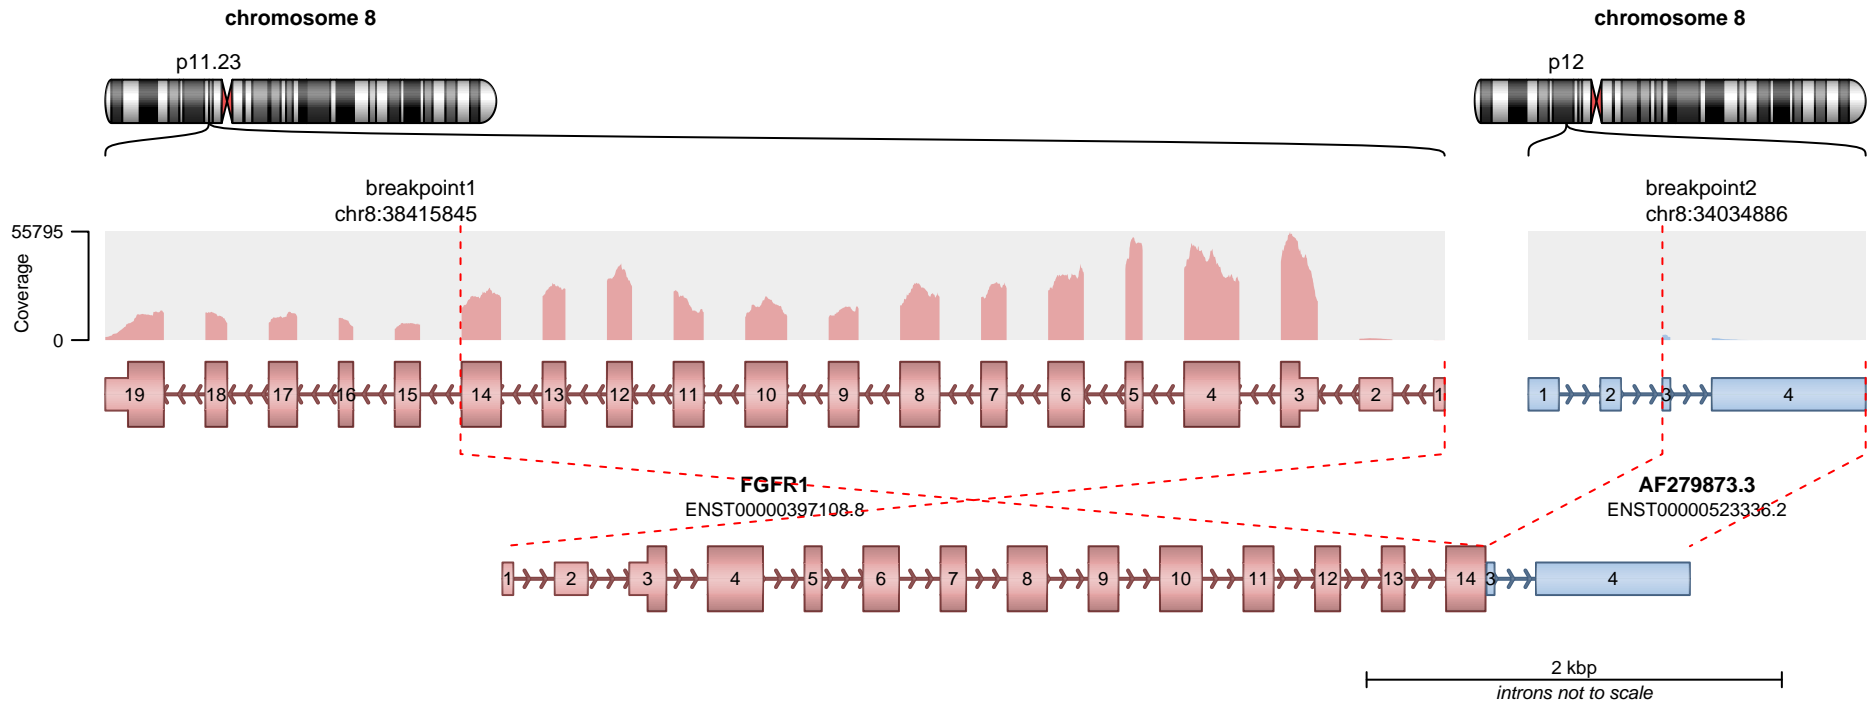 chromosome 8
chromosome 8
p11.23
p12
breakpoint1
chr8:38415845
breakpoint2
chr8:34034886
55795
Coverage
0
19 18 17 16 15 14 13 12 11 10 9 8 7 6 5 4 3 2 1
1 2 3 4
FGFR1
ENST00000397108.8
AF279873.3
ENST00000523336.2
1 2 3 4 5 6 7 8 9 10 11 12 13 14 3 4
2 kbp
introns not to scale